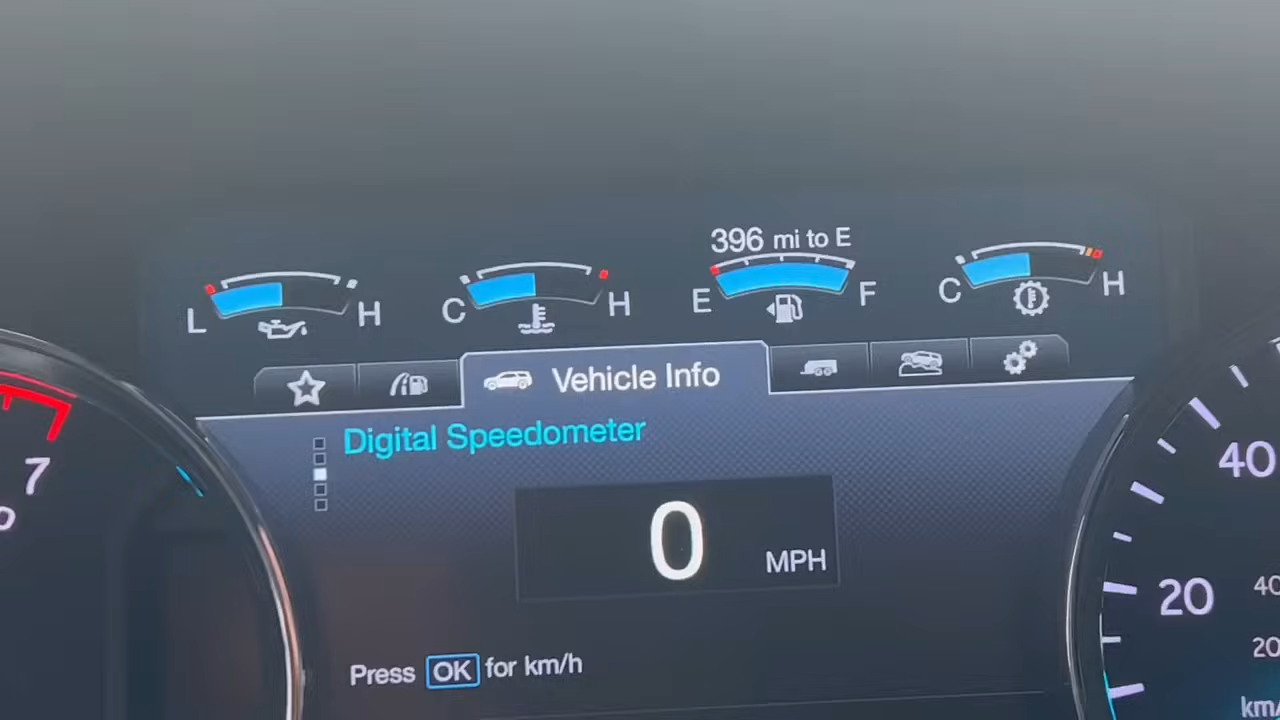 396 mi to E
L H C H E F C H
Vehicle Info
Digital Speedometer
0 MPH
Press OK for km/h
7
40
20
40
20
km/